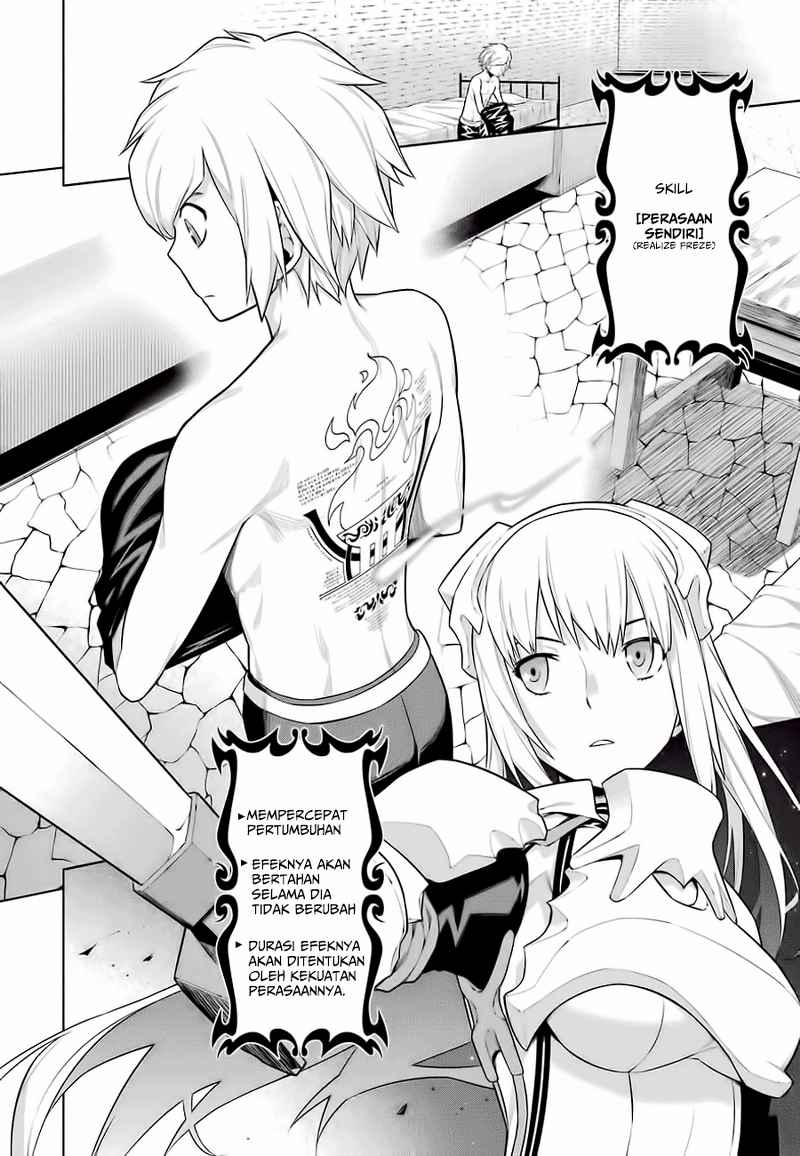 SKILL
[PERASAAN
SENDIRI]
(REALIZE FREZE)
▸MEMPERCEPAT
PERTUMBUHAN
▸EFEKNYA AKAN
BERTAHAN
SELAMA DIA
TIDAK BERUBAH
▸DURASI EFEKNYA
AKAN DITENTUKAN
OLEH KEKUATAN
PERASAANNYA.